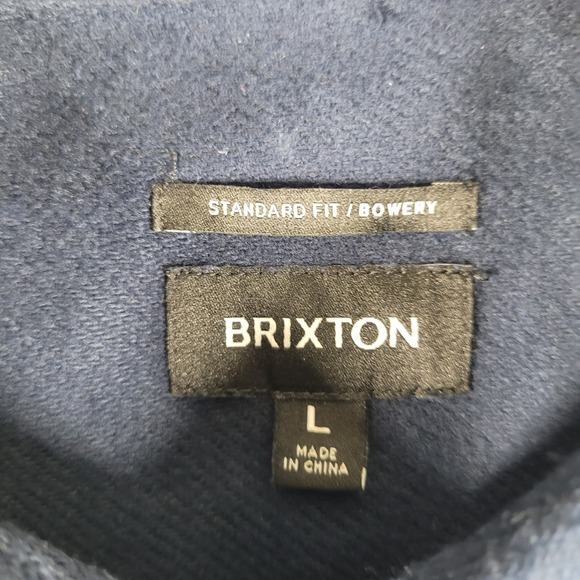 STANDARD FIT / BOWERY
BRIXTON
L
MADE
IN CHINA